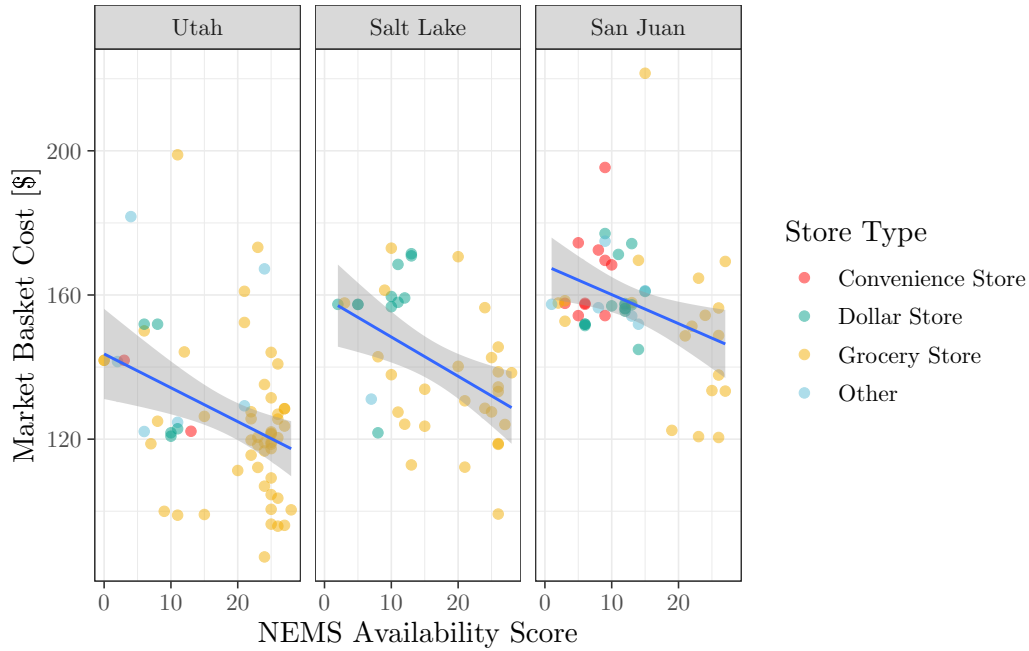 Utah
Salt Lake
San Juan
200
160
120
Market Basket Cost [$]
0 10 20
0 10 20
0 10 20
NEMS Availability Score
Store Type
Convenience Store
Dollar Store
Grocery Store
Other